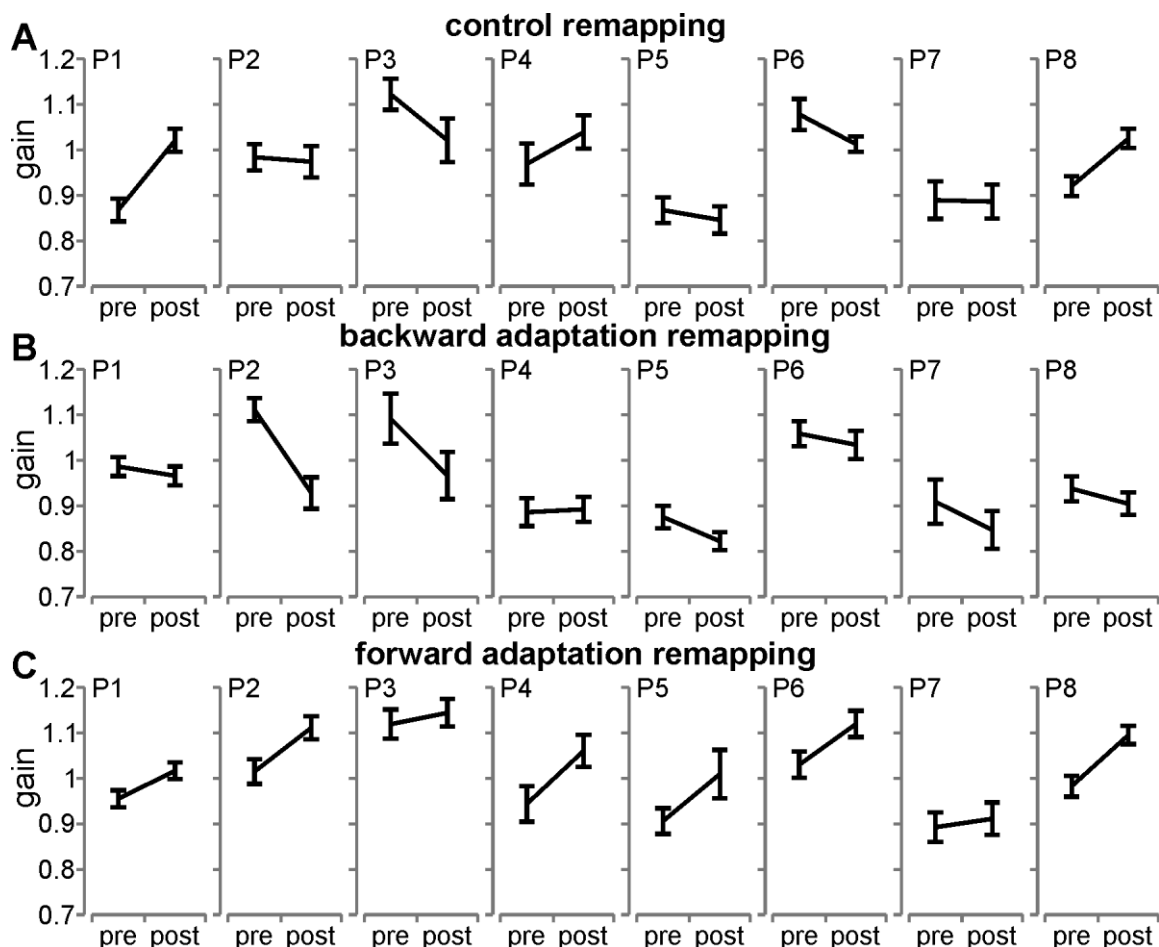 A control remapping
P1 P2 P3 P4 P5 P6 P7 P8
gain
1.2
1.1
1
0.9
0.8
0.7
pre post pre post pre post pre post pre post pre post pre post pre post
B backward adaptation remapping
P1 P2 P3 P4 P5 P6 P7 P8
gain
1.2
1.1
1
0.9
0.8
0.7
pre post pre post pre post pre post pre post pre post pre post pre post
C forward adaptation remapping
P1 P2 P3 P4 P5 P6 P7 P8
gain
1.2
1.1
1
0.9
0.8
0.7
pre post pre post pre post pre post pre post pre post pre post pre post